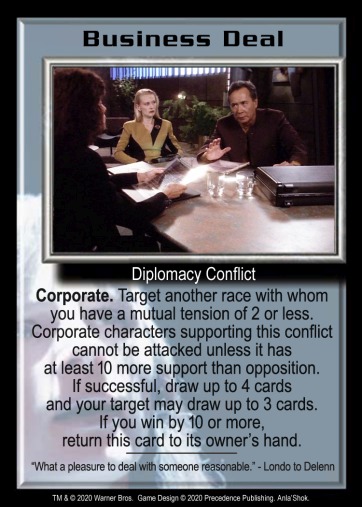 Business Deal
Diplomacy Conflict
Corporate. Target another race with whom
you have a mutual tension of 2 or less.
Corporate characters supporting this conflict
cannot be attacked unless it has
at least 10 more support than opposition.
If successful, draw up to 4 cards
and your target may draw up to 3 cards.
If you win by 10 or more,
return this card to its owner's hand.
"What a pleasure to deal with someone reasonable." - Londo to Delenn
TM & © 2020 Warner Bros. Game Design © 2020 Precedence Publishing. Anla'Shok.